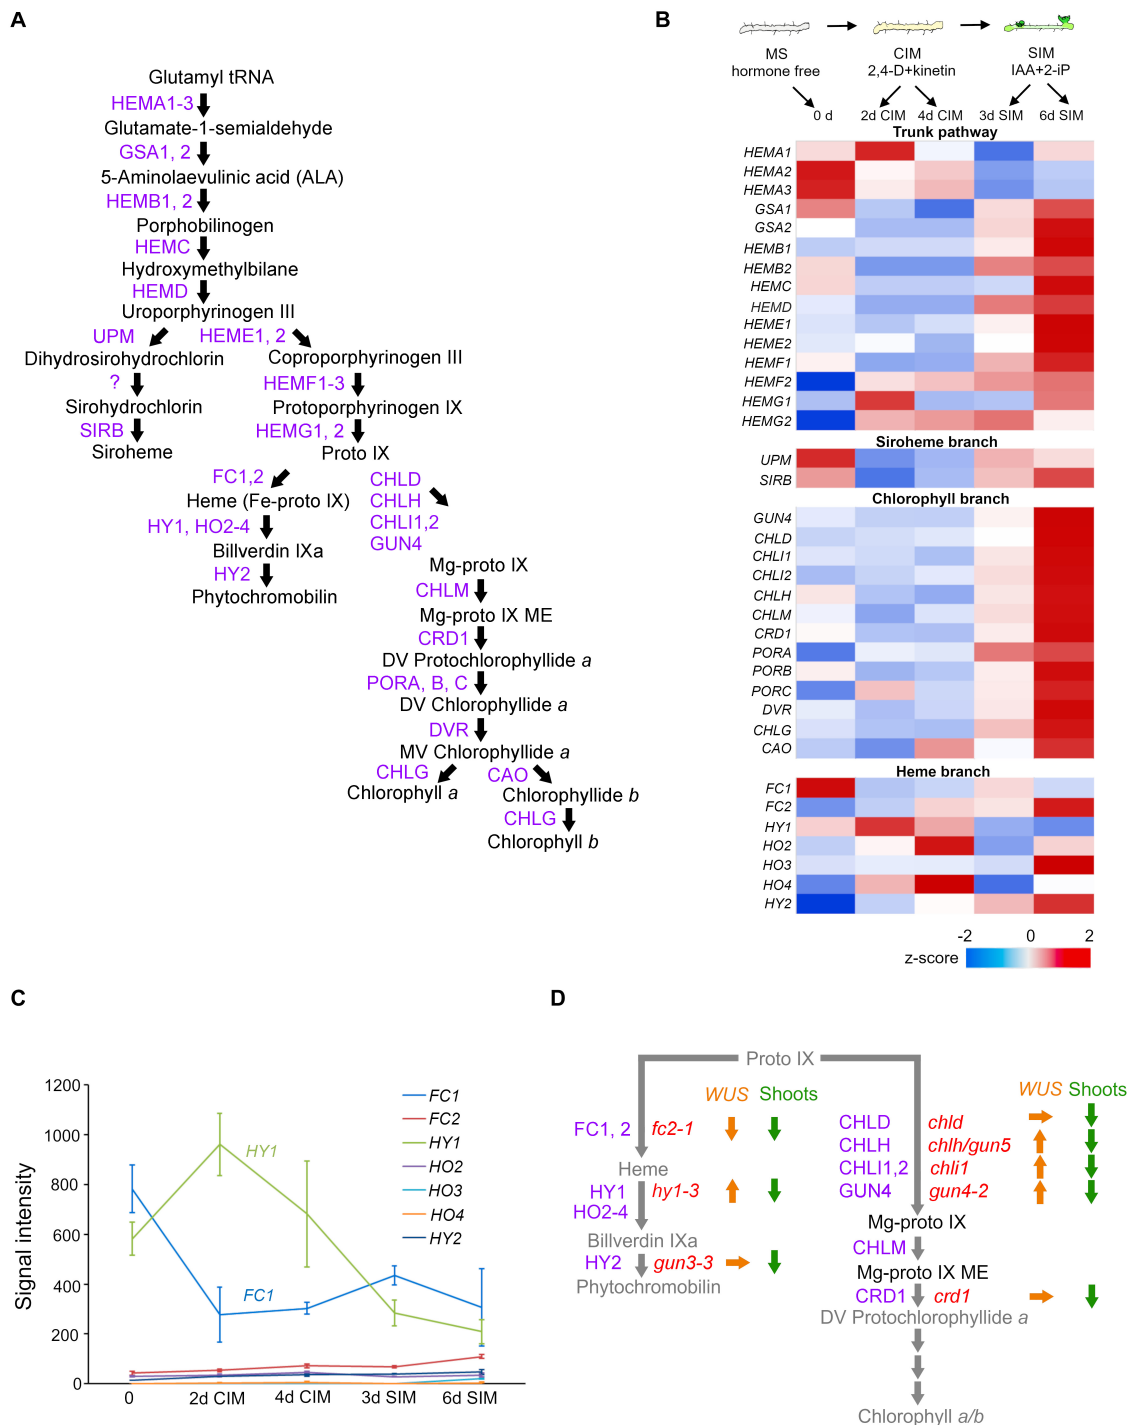 A
Glutamyl tRNA
HEMA1-3
Glutamate-1-semialdehyde
GSA1, 2
5-Aminolaevulinic acid (ALA)
HEMB1, 2
Porphobilinogen
HEMC
Hydroxymethylbilane
HEMD
Uroporphyrinogen III
UPM
HEME1, 2
Dihydrosirohydrochlorin
Coproporphyrinogen III
?
HEMF1-3
Sirohydrochlorin
Protoporphyrinogen IX
SIRB
HEMG1, 2
Siroheme
Proto IX
FC1,2
CHLD
Heme (Fe-proto IX)
CHLH
HY1, HO2-4
CHLI1,2
GUN4
Billverdin IXa
HY2
Mg-proto IX
Phytochromobilin
CHLM
Mg-proto IX ME
CRD1
DV Protochlorophyllide a
PORA, B, C
DV Chlorophyllide a
DVR
MV Chlorophyllide a
CHLG
CAO
Chlorophyll a
Chlorophyllide b
CHLG
Chlorophyll b
B
MS
hormone free
CIM
2,4-D+kinetin
SIM
IAA+2-iP
0 d
2d CIM
4d CIM
3d SIM
6d SIM
Trunk pathway
HEMA1
HEMA2
HEMA3
GSA1
GSA2
HEMB1
HEMB2
HEMC
HEMD
HEME1
HEME2
HEMF1
HEMF2
HEMG1
HEMG2
Siroheme branch
UPM
SIRB
Chlorophyll branch
GUN4
CHLD
CHLI1
CHLI2
CHLH
CHLM
CRD1
PORA
PORB
PORC
DVR
CHLG
CAO
Heme branch
FC1
FC2
HY1
HO2
HO3
HO4
HY2
-2
0
2
z-score
C
Signal intensity
1200
1000
800
600
400
200
0
HY1
FC1
FC1
FC2
HY1
HO2
HO3
HO4
HY2
0
2d CIM
4d CIM
3d SIM
6d SIM
D
Proto IX
WUS
Shoots
FC1, 2
fc2-1
Heme
HY1
hy1-3
HO2-4
Billverdin IXa
HY2
gun3-3
Phytochromobilin
WUS
Shoots
CHLD
chld
CHLH
chlh/gun5
CHLI1,2
chli1
GUN4
gun4-2
Mg-proto IX
CHLM
Mg-proto IX ME
CRD1
crd1
DV Protochlorophyllide a
Chlorophyll a/b